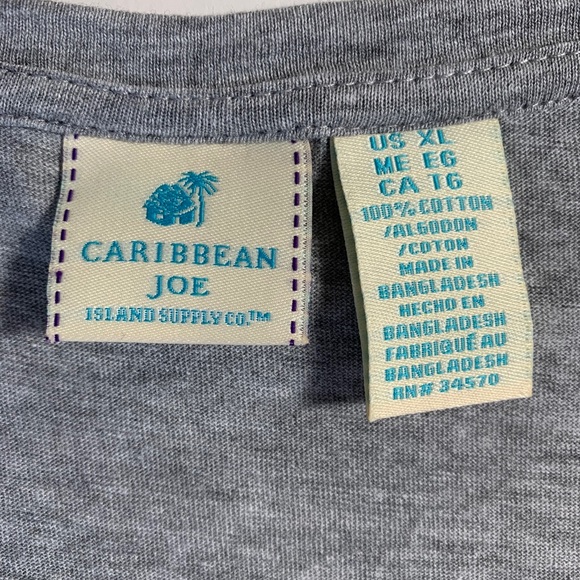 CARIBBEAN
JOE
ISLAND SUPPLY CO.™
US XL
ME EG
CA TG
100% COTTON
/ALGODON
/COTON
MADE IN
BANGLADESH
HECHO EN
BANGLADESH
FABRIQUÉ AU
BANGLADESH
RN# 34570